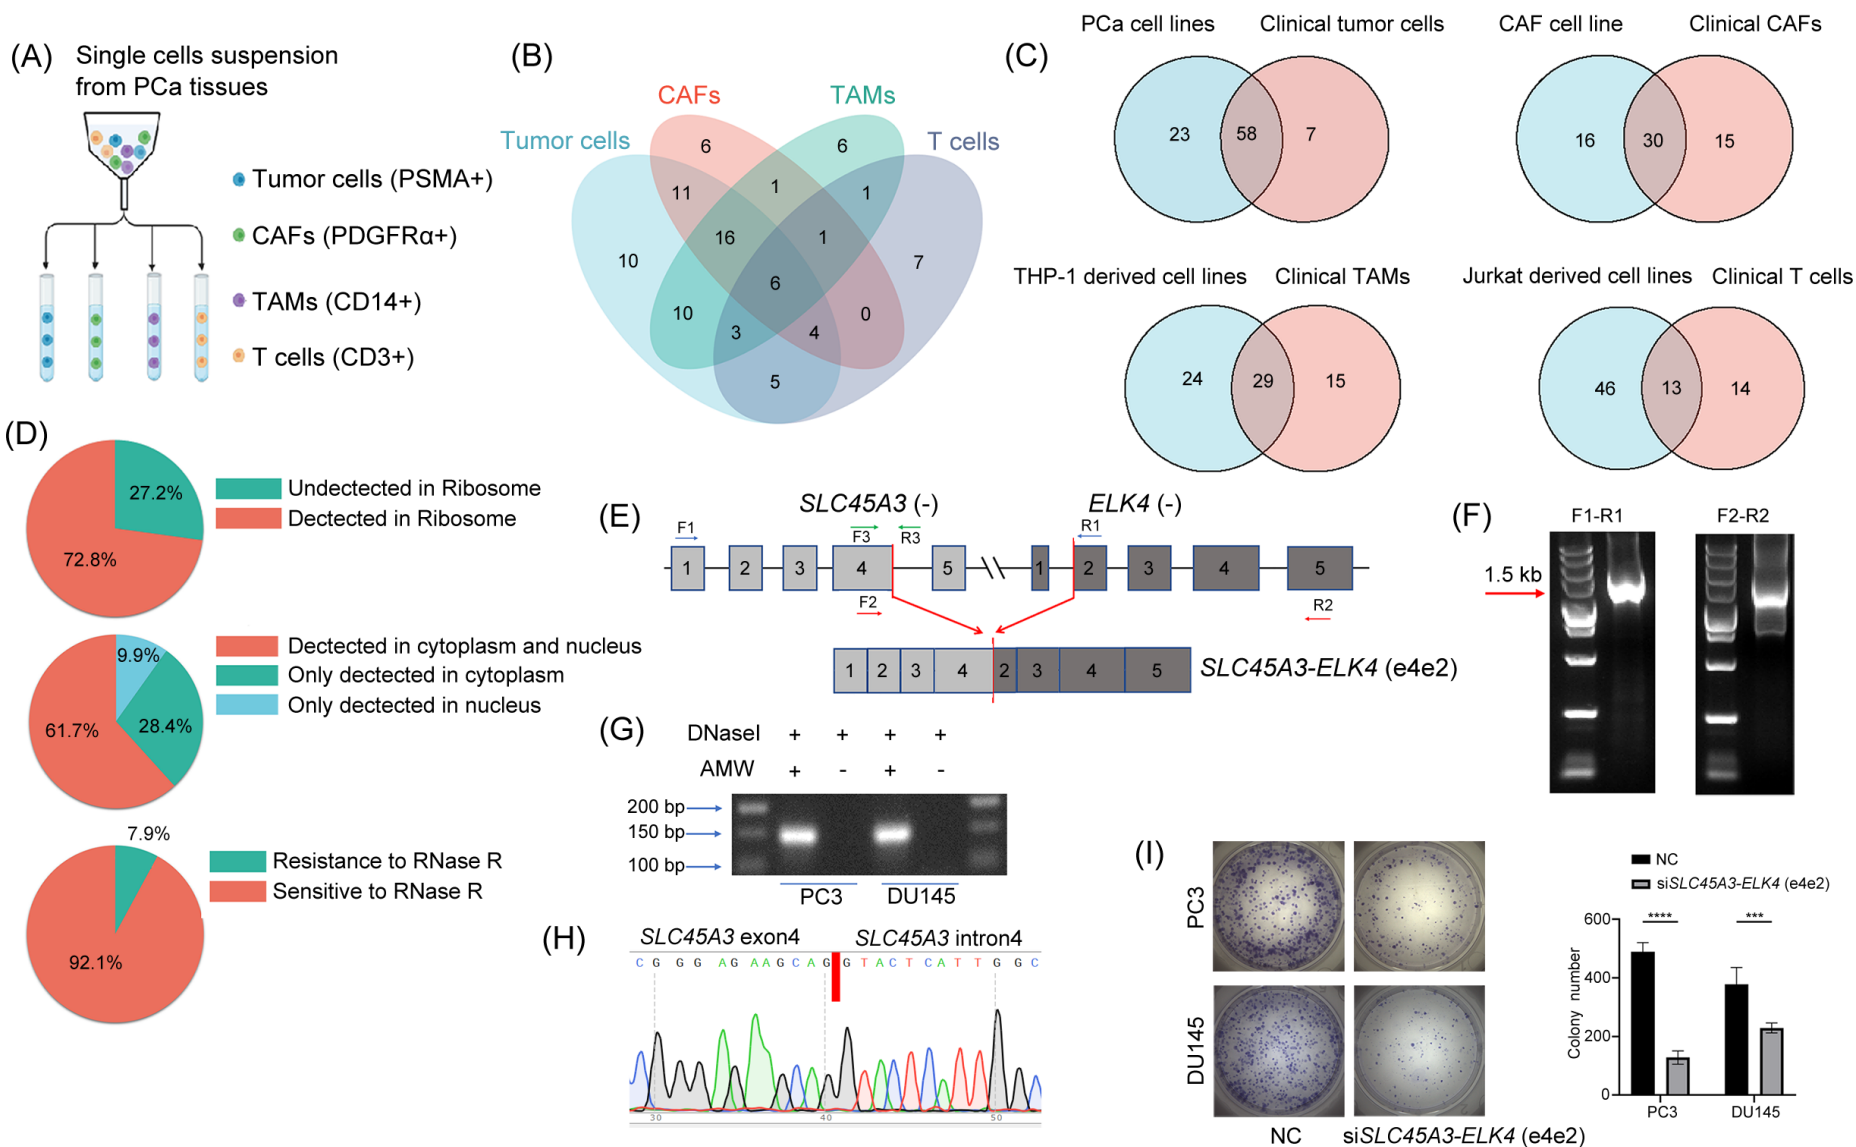 (A) Single cells suspension
from PCa tissues
Tumor cells (PSMA+)
CAFs (PDGFRα+)
TAMs (CD14+)
T cells (CD3+)
(B)
CAFs TAMs
Tumor cells T cells
6 6
11 1 1
16 1
10 7
6
10 3 4 0
5
(C)
PCa cell lines Clinical tumor cells
23 58 7
CAF cell line Clinical CAFs
16 30 15
THP-1 derived cell lines Clinical TAMs
24 29 15
Jurkat derived cell lines Clinical T cells
46 13 14
(D)
27.2%
72.8%
Undectected in Ribosome
Dectected in Ribosome
9.9%
61.7% 28.4%
Dectected in cytoplasm and nucleus
Only dectected in cytoplasm
Only dectected in nucleus
7.9%
92.1%
Resistance to RNase R
Sensitive to RNase R
(E)
SLC45A3 (-) ELK4 (-)
F1 F3 R3 R1
1 2 3 4 5 1 2 3 4 5
F2 R2
1 2 3 4 2 3 4 5 SLC45A3-ELK4 (e4e2)
(F)
F1-R1 F2-R2
1.5 kb
(G)
DNaseI + + + +
AMW + - + -
200 bp
150 bp
100 bp
PC3 DU145
(H)
SLC45A3 exon4 SLC45A3 intron4
C G G G A G A A G C A G G T A C T C A T T G G C
30 40 50
(I)
PC3
DU145
NC siSLC45A3-ELK4 (e4e2)
NC
siSLC45A3-ELK4 (e4e2)
**** ***
Colony number
600
400
200
0
PC3 DU145